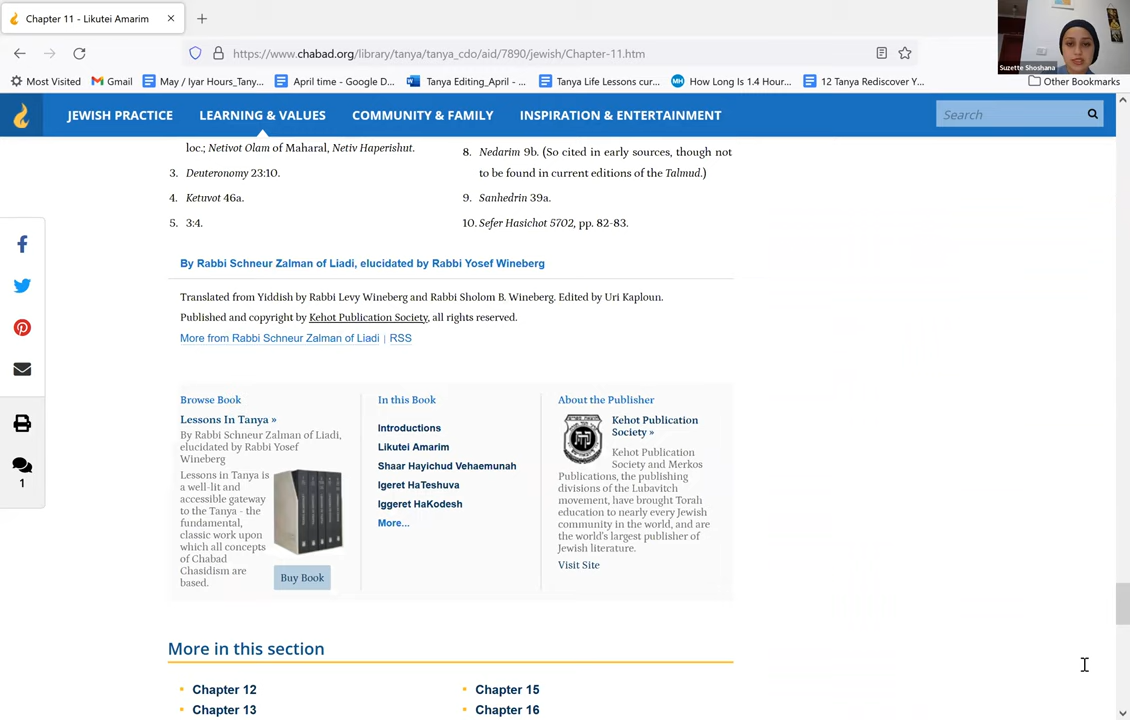 Chapter 11 - Likutei Amarim
https://www.chabad.org/library/tanya/tanya_cdo/aid/7890/jewish/Chapter-11.htm
Suzette Shoshana
Most Visited
Gmail
May / Iyar Hours_Tany...
April time - Google D...
Tanya Editing_April - ...
Tanya Life Lessons cur...
MH
How Long Is 1.4 Hour...
12 Tanya Rediscover Y...
Other Bookmarks
JEWISH PRACTICE
LEARNING & VALUES
COMMUNITY & FAMILY
INSPIRATION & ENTERTAINMENT
Search
loc.; Netivot Olam of Maharal, Netiv Haperishut.
3. Deuteronomy 23:10.
4. Ketuvot 46a.
5. 3:4.
8. Nedarim 9b. (So cited in early sources, though not
to be found in current editions of the Talmud.)
9. Sanhedrin 39a.
10. Sefer Hasichot 5702, pp. 82-83.
1
By Rabbi Schneur Zalman of Liadi, elucidated by Rabbi Yosef Wineberg
Translated from Yiddish by Rabbi Levy Wineberg and Rabbi Sholom B. Wineberg. Edited by Uri Kaploun.
Published and copyright by Kehot Publication Society, all rights reserved.
More from Rabbi Schneur Zalman of Liadi | RSS
Browse Book
Lessons In Tanya »
By Rabbi Schneur Zalman of Liadi,
elucidated by Rabbi Yosef
Wineberg
Lessons in Tanya is
a well-lit and
accessible gateway
to the Tanya - the
fundamental,
classic work upon
which all concepts
of Chabad
Chasidism are
based.
Buy Book
In this Book
Introductions
Likutei Amarim
Shaar Hayichud Vehaemunah
Igeret HaTeshuva
Iggeret HaKodesh
More...
About the Publisher
Kehot Publication
Society »
Kehot Publication
Society and Merkos
Publications, the publishing
divisions of the Lubavitch
movement, have brought Torah
education to nearly every Jewish
community in the world, and are
the world's largest publisher of
Jewish literature.
Visit Site
More in this section
Chapter 12
Chapter 13
Chapter 15
Chapter 16